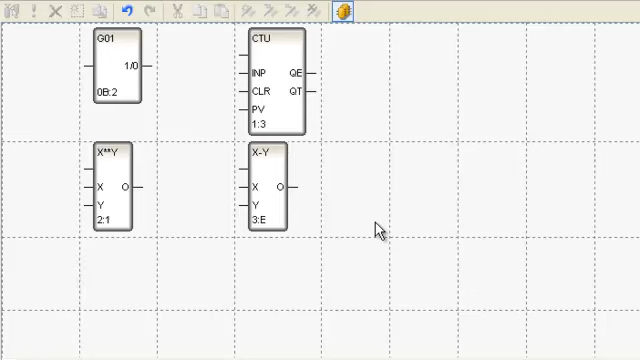 G01
1/0
0B:2
CTU
INP QE
CLR QT
PV
1:3
X**Y
X O
Y
2:1
X-Y
X O
Y
3:E